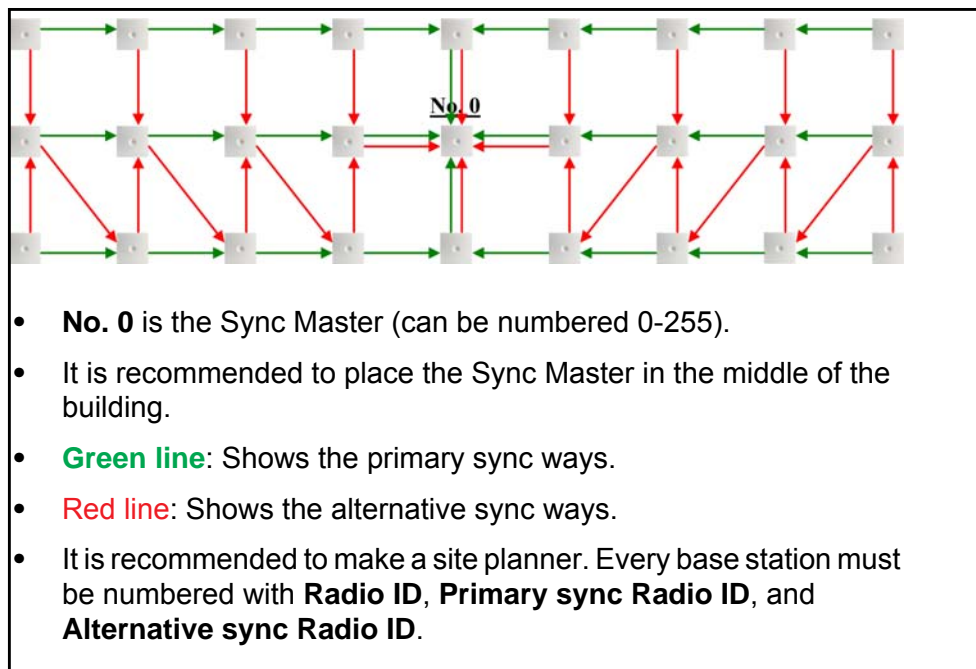 No. 0
• No. 0 is the Sync Master (can be numbered 0-255).
• It is recommended to place the Sync Master in the middle of the
building.
• Green line: Shows the primary sync ways.
• Red line: Shows the alternative sync ways.
• It is recommended to make a site planner. Every base station must
be numbered with Radio ID, Primary sync Radio ID, and
Alternative sync Radio ID.